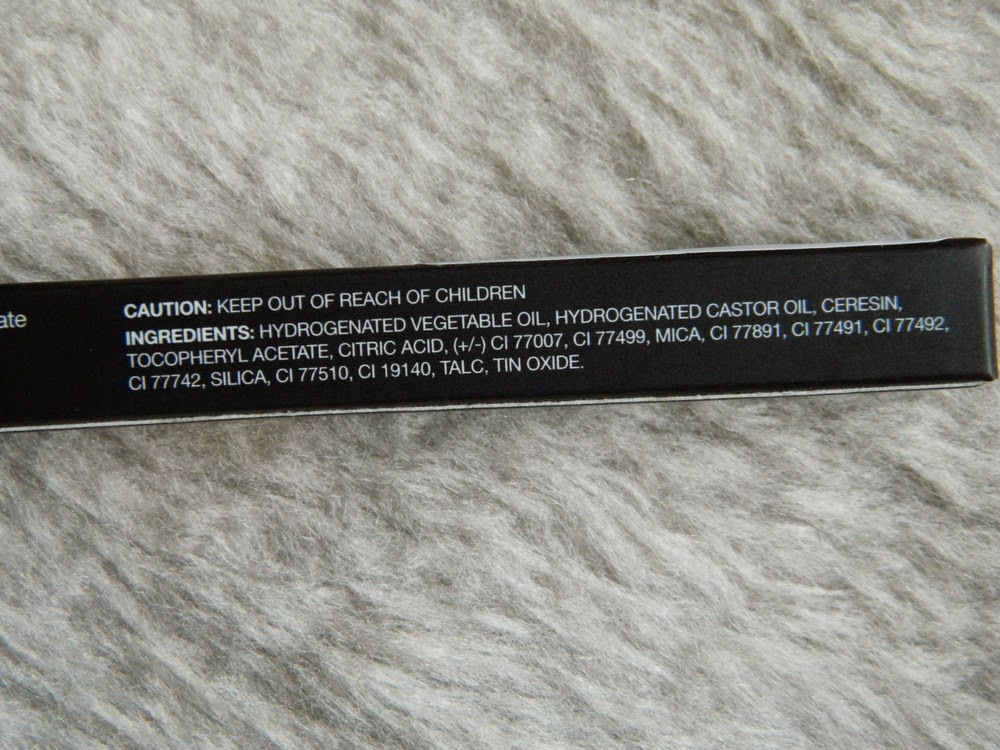 ate
CAUTION: KEEP OUT OF REACH OF CHILDREN
INGREDIENTS: HYDROGENATED VEGETABLE OIL, HYDROGENATED CASTOR OIL, CERESIN,
TOCOPHERYL ACETATE, CITRIC ACID, (+/-) CI 77007, CI 77499, MICA, CI 77891, CI 77491, CI 77492,
CI 77742, SILICA, CI 77510, CI 19140, TALC, TIN OXIDE.